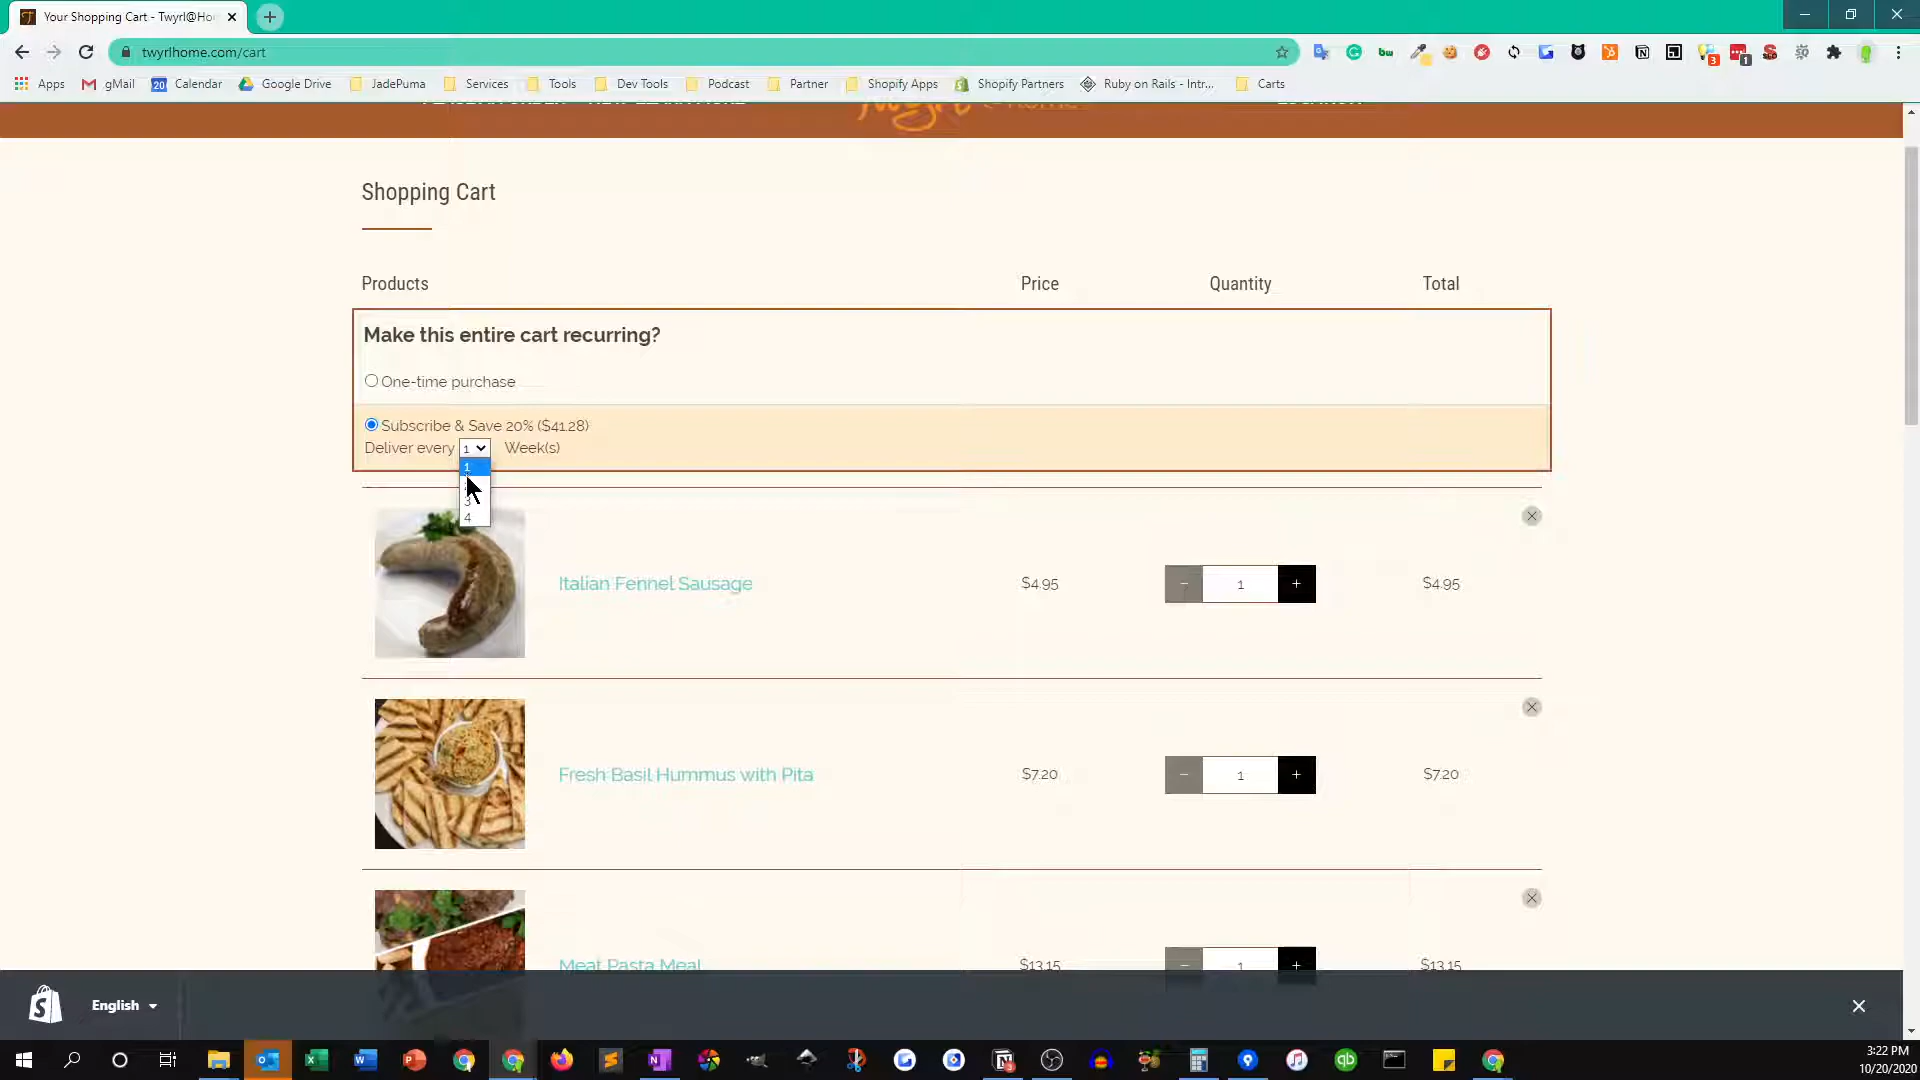 Your Shopping Cart - Twyrl@Ho
twyrlhome.com/cart
Apps gMail 20 Calendar Google Drive JadePuma Services Tools Dev Tools Podcast Partner Shopify Apps Shopify Partners Ruby on Rails - Intr... Carts
Shopping Cart
Products Price Quantity Total
Make this entire cart recurring?
One-time purchase
Subscribe & Save 20% ($41.28)
Deliver every 1 Week(s)
1
3
4
Italian Fennel Sausage $4.95 − 1 + $4.95
Fresh Basil Hummus with Pita $7.20 − 1 + $7.20
Meat Pasta Meal $13.15 − 1 + $13.15
English
3:22 PM
10/20/2020